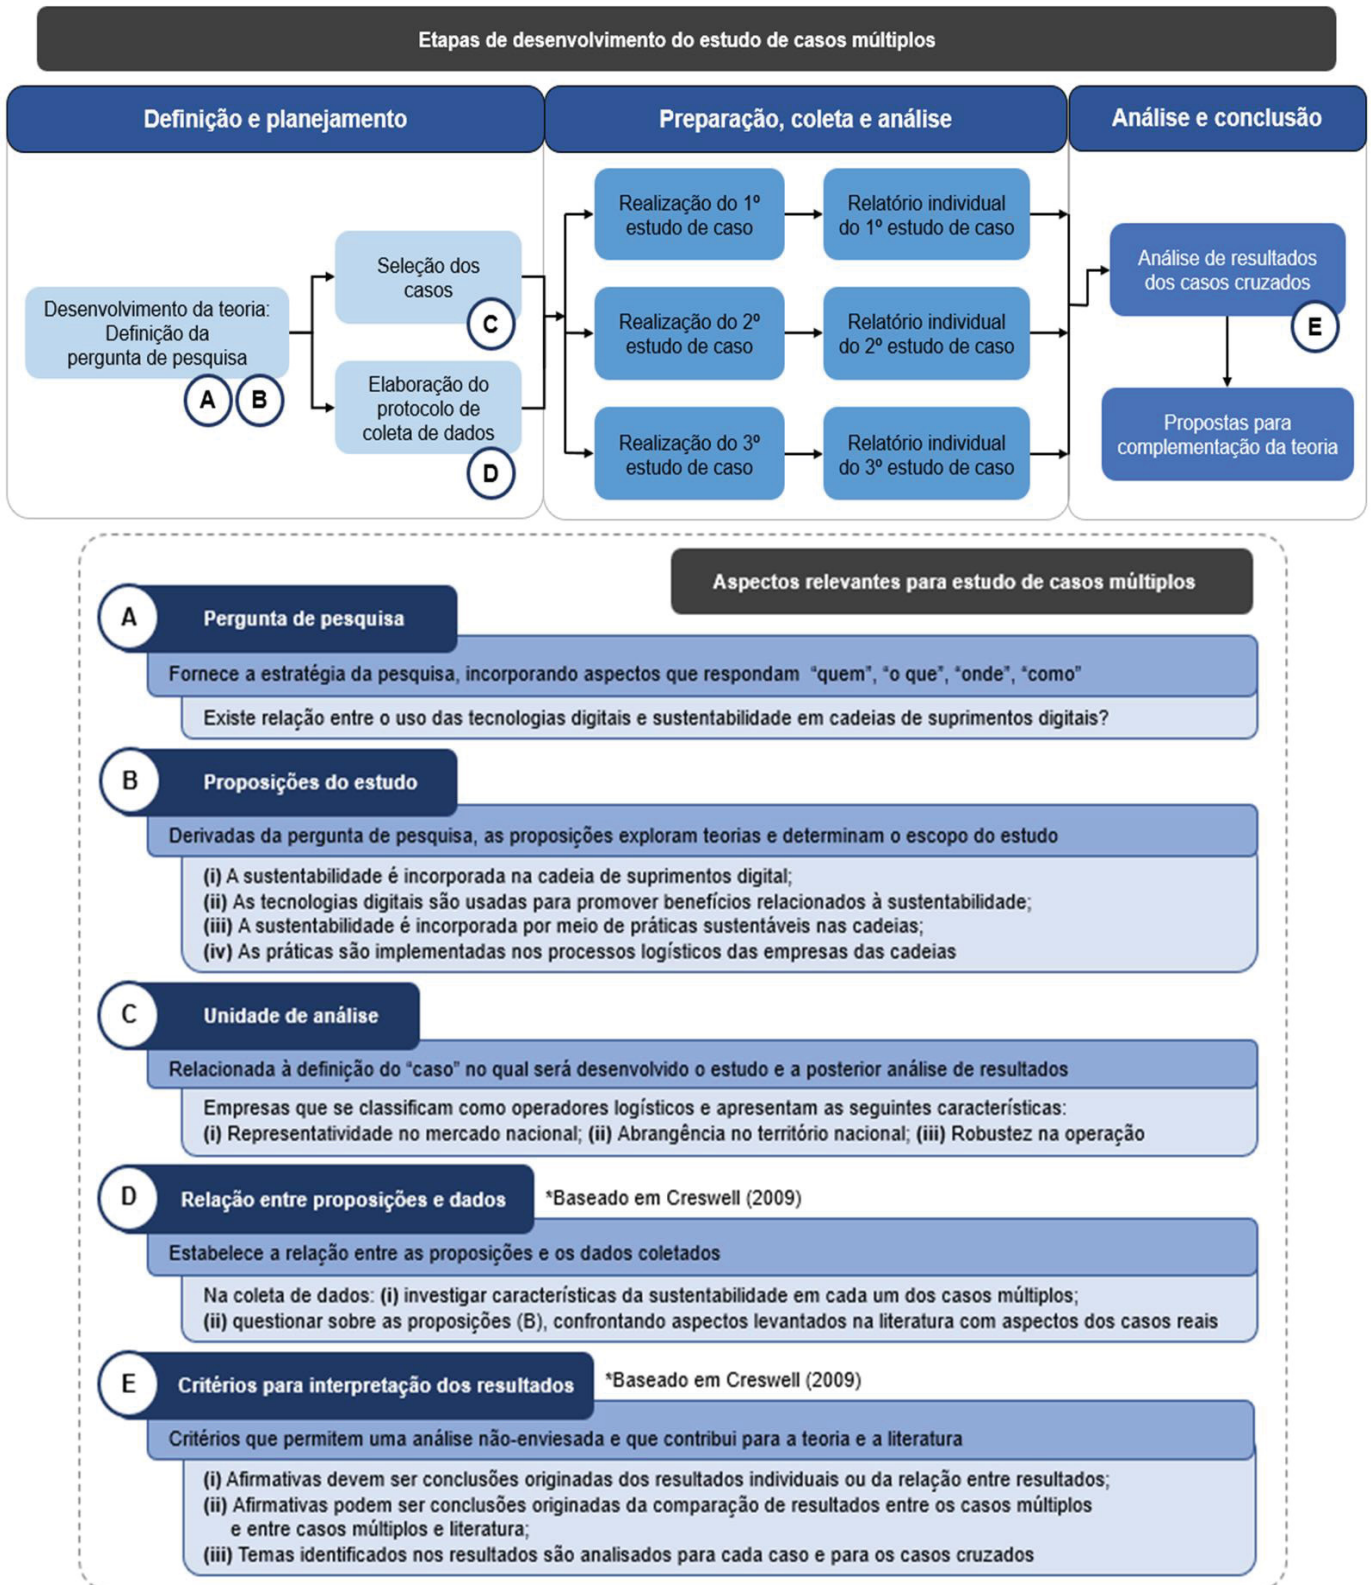 Etapas de desenvolvimento do estudo de casos múltiplos
Definição e planejamento
Preparação, coleta e análise
Análise e conclusão
Desenvolvimento da teoria:
Definição da
pergunta de pesquisa
A
B
Seleção dos
casos
C
Elaboração do
protocolo de
coleta de dados
D
Realização do 1º
estudo de caso
Relatório individual
do 1º estudo de caso
Realização do 2º
estudo de caso
Relatório individual
do 2º estudo de caso
Realização do 3º
estudo de caso
Relatório individual
do 3º estudo de caso
Análise de resultados
dos casos cruzados
E
Propostas para
complementação da teoria
Aspectos relevantes para estudo de casos múltiplos
A
Pergunta de pesquisa
Fornece a estratégia da pesquisa, incorporando aspectos que respondam “quem”, “o que”, “onde”, “como”
Existe relação entre o uso das tecnologias digitais e sustentabilidade em cadeias de suprimentos digitais?
B
Proposições do estudo
Derivadas da pergunta de pesquisa, as proposições exploram teorias e determinam o escopo do estudo
(i) A sustentabilidade é incorporada na cadeia de suprimentos digital;
(ii) As tecnologias digitais são usadas para promover benefícios relacionados à sustentabilidade;
(iii) A sustentabilidade é incorporada por meio de práticas sustentáveis nas cadeias;
(iv) As práticas são implementadas nos processos logísticos das empresas das cadeias
C
Unidade de análise
Relacionada à definição do “caso” no qual será desenvolvido o estudo e a posterior análise de resultados
Empresas que se classificam como operadores logísticos e apresentam as seguintes características:
(i) Representatividade no mercado nacional; (ii) Abrangência no território nacional; (iii) Robustez na operação
D
Relação entre proposições e dados
*Baseado em Creswell (2009)
Estabelece a relação entre as proposições e os dados coletados
Na coleta de dados: (i) investigar características da sustentabilidade em cada um dos casos múltiplos;
(ii) questionar sobre as proposições (B), confrontando aspectos levantados na literatura com aspectos dos casos reais
E
Critérios para interpretação dos resultados
*Baseado em Creswell (2009)
Critérios que permitem uma análise não-enviesada e que contribui para a teoria e a literatura
(i) Afirmativas devem ser conclusões originadas dos resultados individuais ou da relação entre resultados;
(ii) Afirmativas podem ser conclusões originadas da comparação de resultados entre os casos múltiplos
e entre casos múltiplos e literatura;
(iii) Temas identificados nos resultados são analisados para cada caso e para os casos cruzados